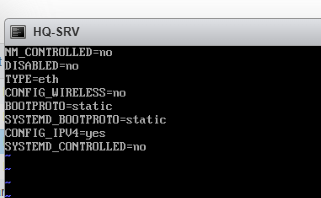 HQ-SRV
NM_CONTROLLED=no
DISABLED=no
TYPE=eth
CONFIG_WIRELESS=no
BOOTPROTO=static
SYSTEMD_BOOTPROTO=static
CONFIG_IPV4=yes
SYSTEMD_CONTROLLED=no
~
~
~
~